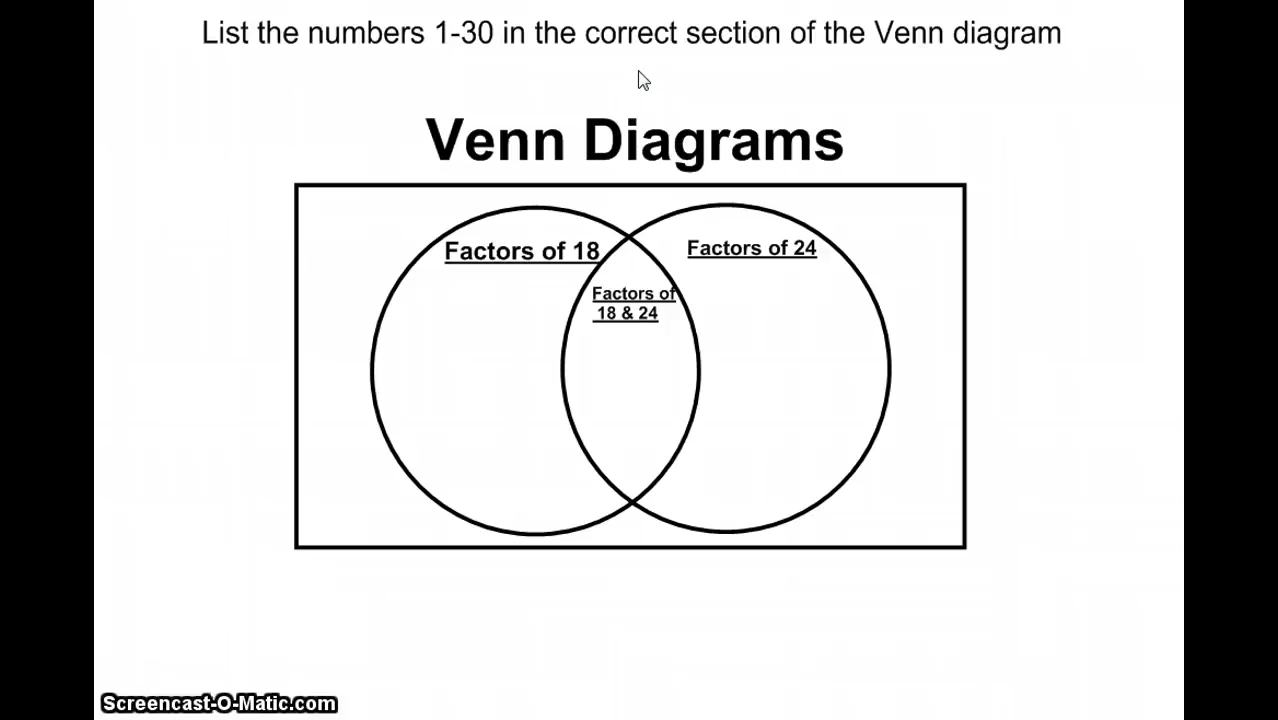 List the numbers 1-30 in the correct section of the Venn diagram
Venn Diagrams
Factors of 18
Factors of 24
Factors of
18 & 24
Screencast-O-Matic.com